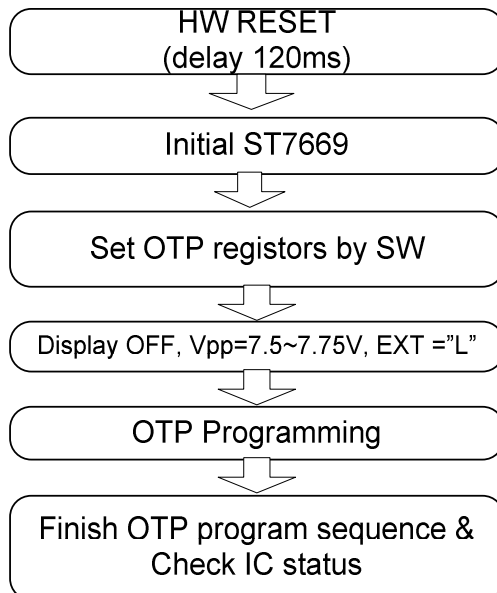 HW RESET
(delay 120ms)
Initial ST7669
Set OTP registors by SW
Display OFF, Vpp=7.5~7.75V, EXT =”L”
OTP Programming
Finish OTP program sequence &
Check IC status